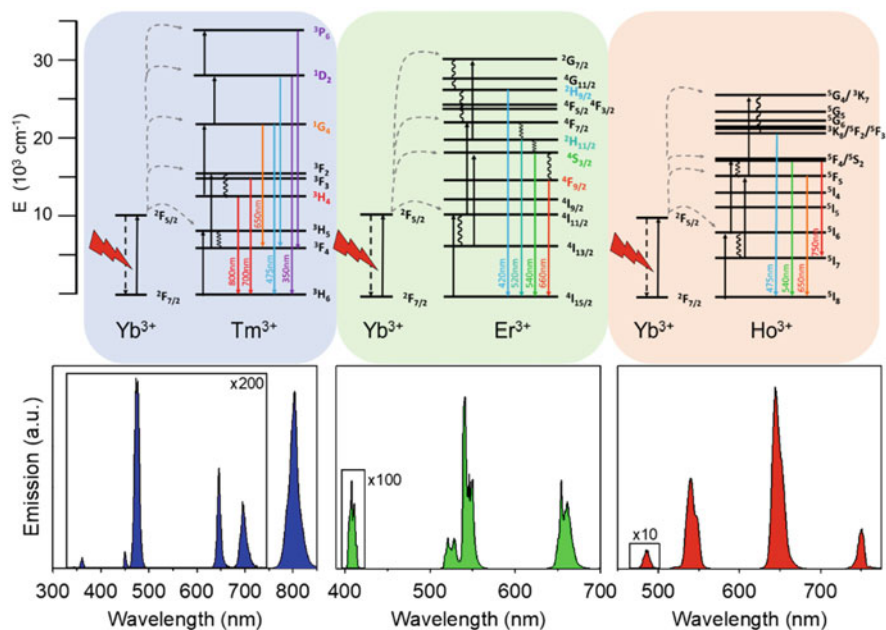 E (10³ cm⁻¹)
30
20
10
²F₅/₂
²F₇/₂
Yb³⁺
³P₆
¹D₂
¹G₄
³F₂
³F₃
³H₄
³H₅
³F₄
³H₆
800nm
700nm
650nm
475nm
350nm
Tm³⁺
²F₅/₂
²F₇/₂
Yb³⁺
²G₇/₂
⁴G₁₁/₂
²H₉/₂
⁴F₅/₂ ⁴F₃/₂
⁴F₇/₂
²H₁₁/₂
⁴S₃/₂
⁴F₉/₂
⁴I₉/₂
⁴I₁₁/₂
⁴I₁₃/₂
⁴I₁₅/₂
420nm
520nm
540nm
660nm
Er³⁺
²F₅/₂
²F₇/₂
Yb³⁺
⁵G₄/ ³K₇
⁵G₅
⁵G₆
/⁵F₂/⁵F₃
⁵F₄/⁵S₂
⁵F₅
⁵I₄
⁵I₅
⁵I₆
⁵I₇
⁵I₈
475nm
540nm
650nm
750nm
Ho³⁺
Emission (a.u.)
x200
300 400 500 600 700 800
Wavelength (nm)
x100
400 500 600 700
Wavelength (nm)
x10
500 600 700
Wavelength (nm)